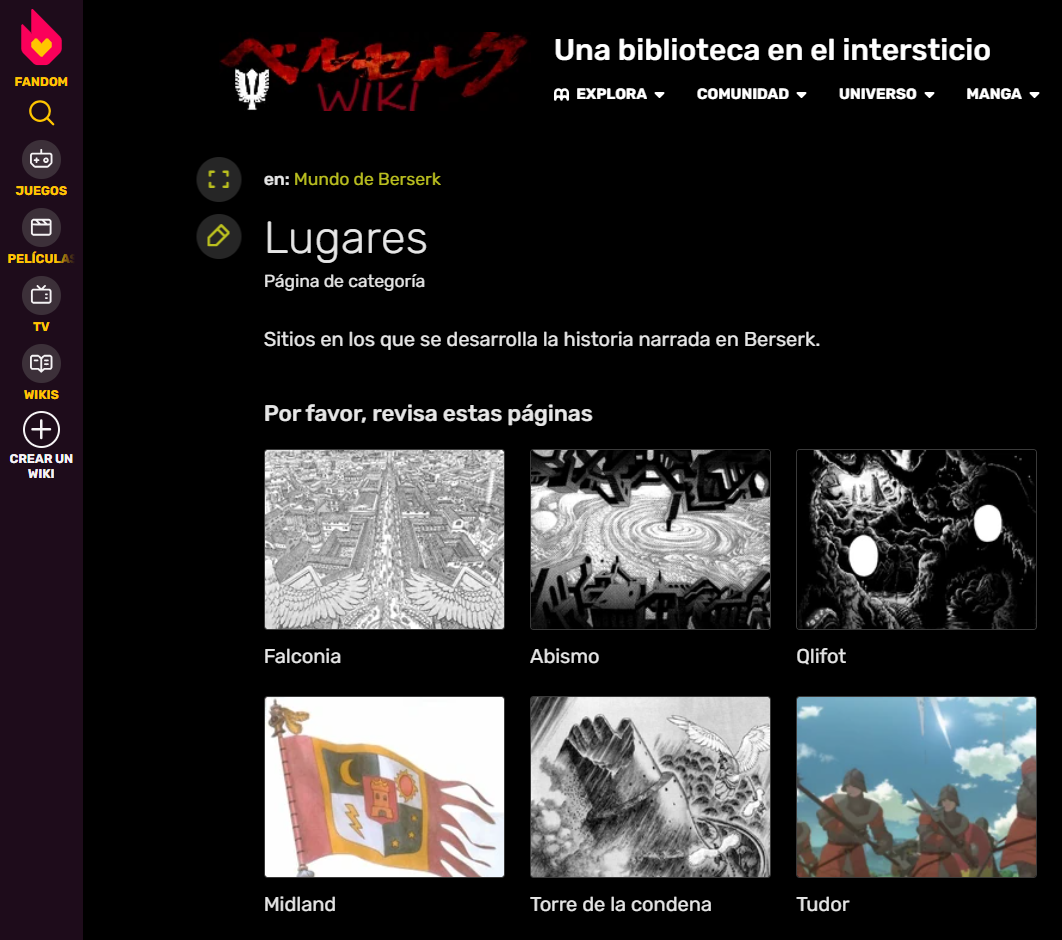 FANDOM
JUEGOS
PELÍCULAS
TV
WIKIS
CREAR UN
WIKI
ベルセルク
WIKI
Una biblioteca en el intersticio
EXPLORA
COMUNIDAD
UNIVERSO
MANGA
en: Mundo de Berserk
Lugares
Página de categoría
Sitios en los que se desarrolla la historia narrada en Berserk.
Por favor, revisa estas páginas
Falconia
Abismo
Qlifot
Midland
Torre de la condena
Tudor